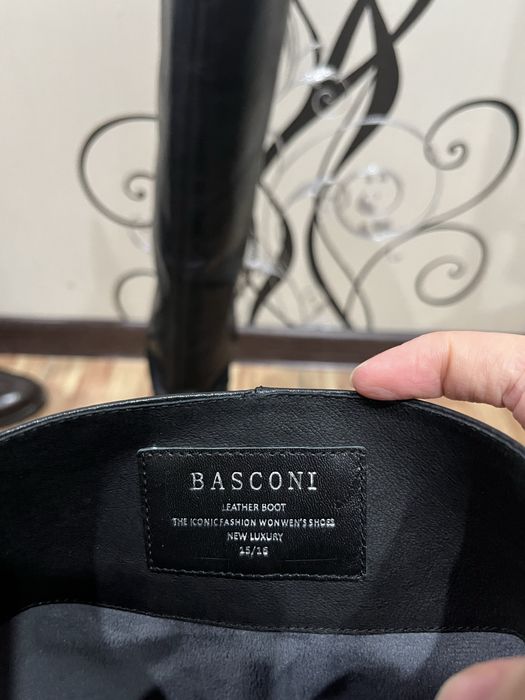 BASCONI
LEATHER BOOT
THE ICONIC FASHION WONWEN'S SHOES
NEW LUXURY
15/16